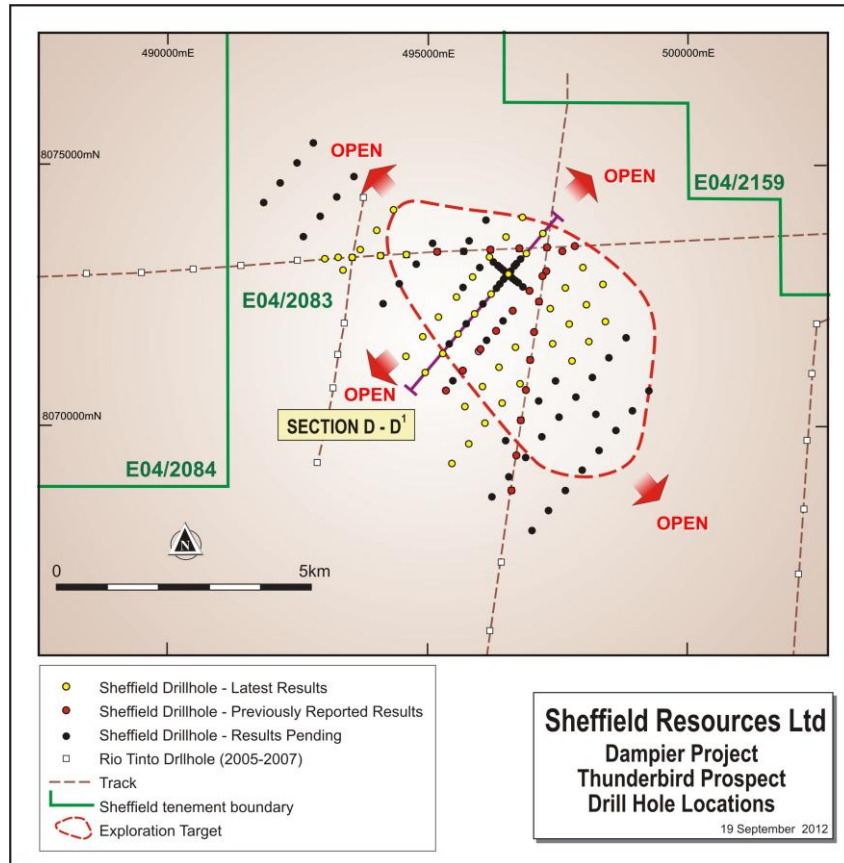 490000mE
495000mE
500000mE
8075000mN
OPEN
OPEN
E04/2159
E04/2083
OPEN
8070000mN
SECTION D - D¹
E04/2084
OPEN
N
0
5km
Sheffield Drillhole - Latest Results
Sheffield Drillhole - Previously Reported Results
Sheffield Drillhole - Results Pending
Rio Tinto Drllhole (2005-2007)
Track
Sheffield tenement boundary
Exploration Target
Sheffield Resources Ltd
Dampier Project
Thunderbird Prospect
Drill Hole Locations
19 September 2012